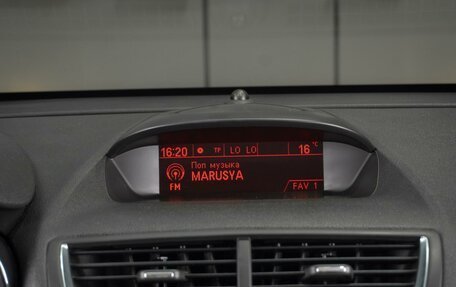 16:20 TP LO LO 16 °C
Поп музыка
MARUSYA
FM
FAV 1